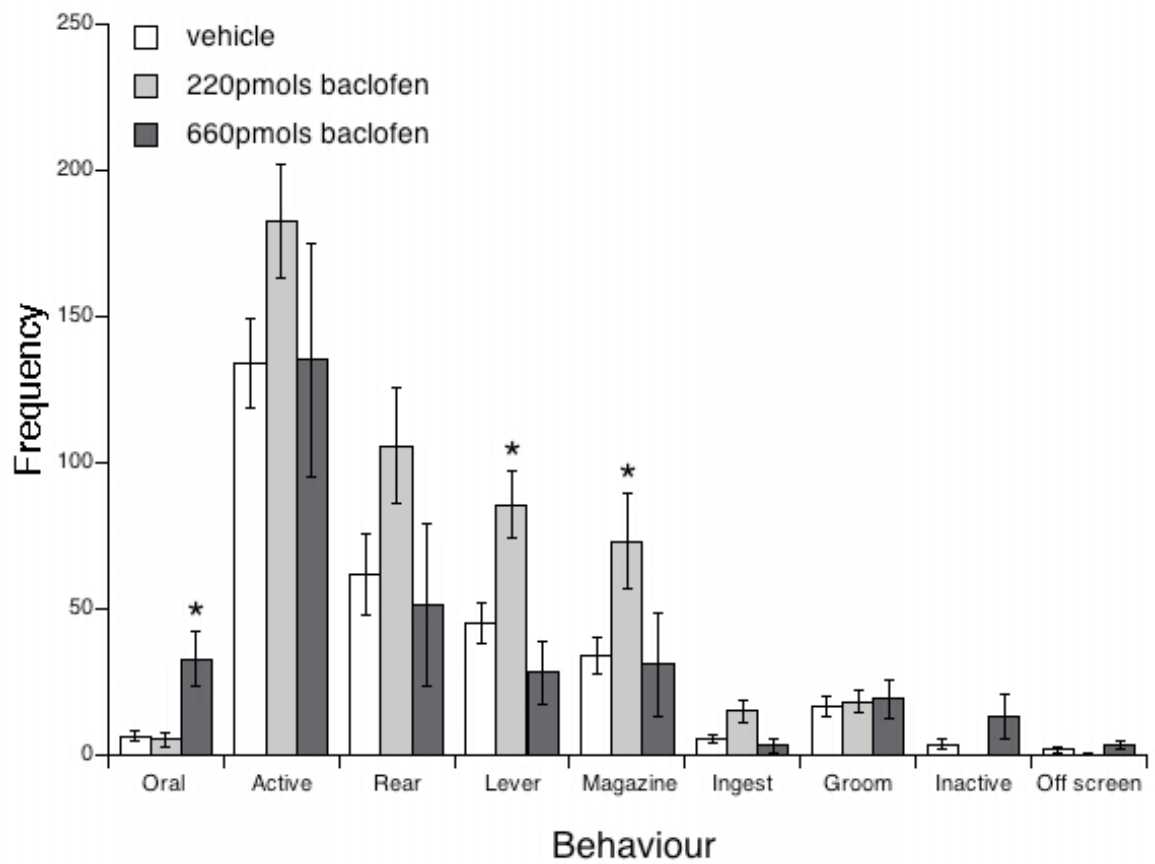 250
vehicle
220pmols baclofen
660pmols baclofen
200
150
100
50
0
Frequency
*
*
*
Oral Active Rear Lever Magazine Ingest Groom Inactive Off screen
Behaviour